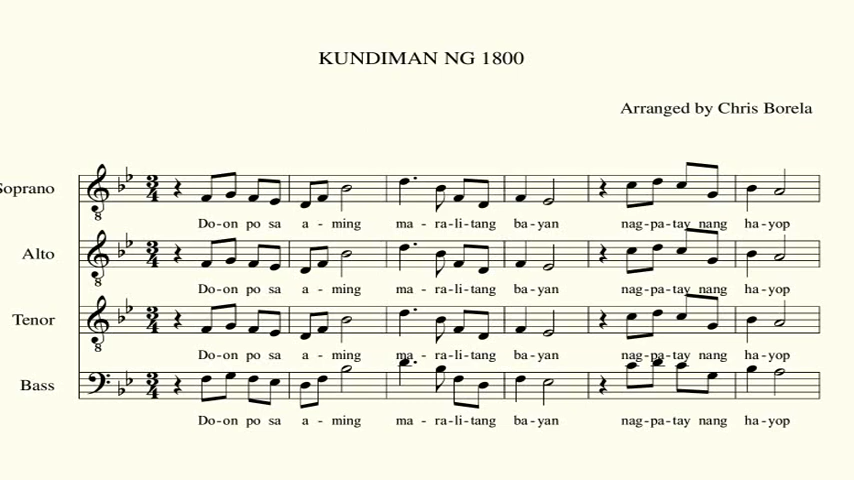 KUNDIMAN NG 1800
Arranged by Chris Borela
Soprano
Do-on po sa a - ming ma - ra-li-tang ba-yan nag-pa-tay nang ha-yop
Alto
Do-on po sa a - ming ma - ra-li-tang ba-yan nag-pa-tay nang ha-yop
Tenor
Do-on po sa a - ming ma - ra-li-tang ba-yan nag-pa-tay nang ha-yop
Bass
Do-on po sa a - ming ma - ra-li-tang ba-yan nag-pa-tay nang ha-yop